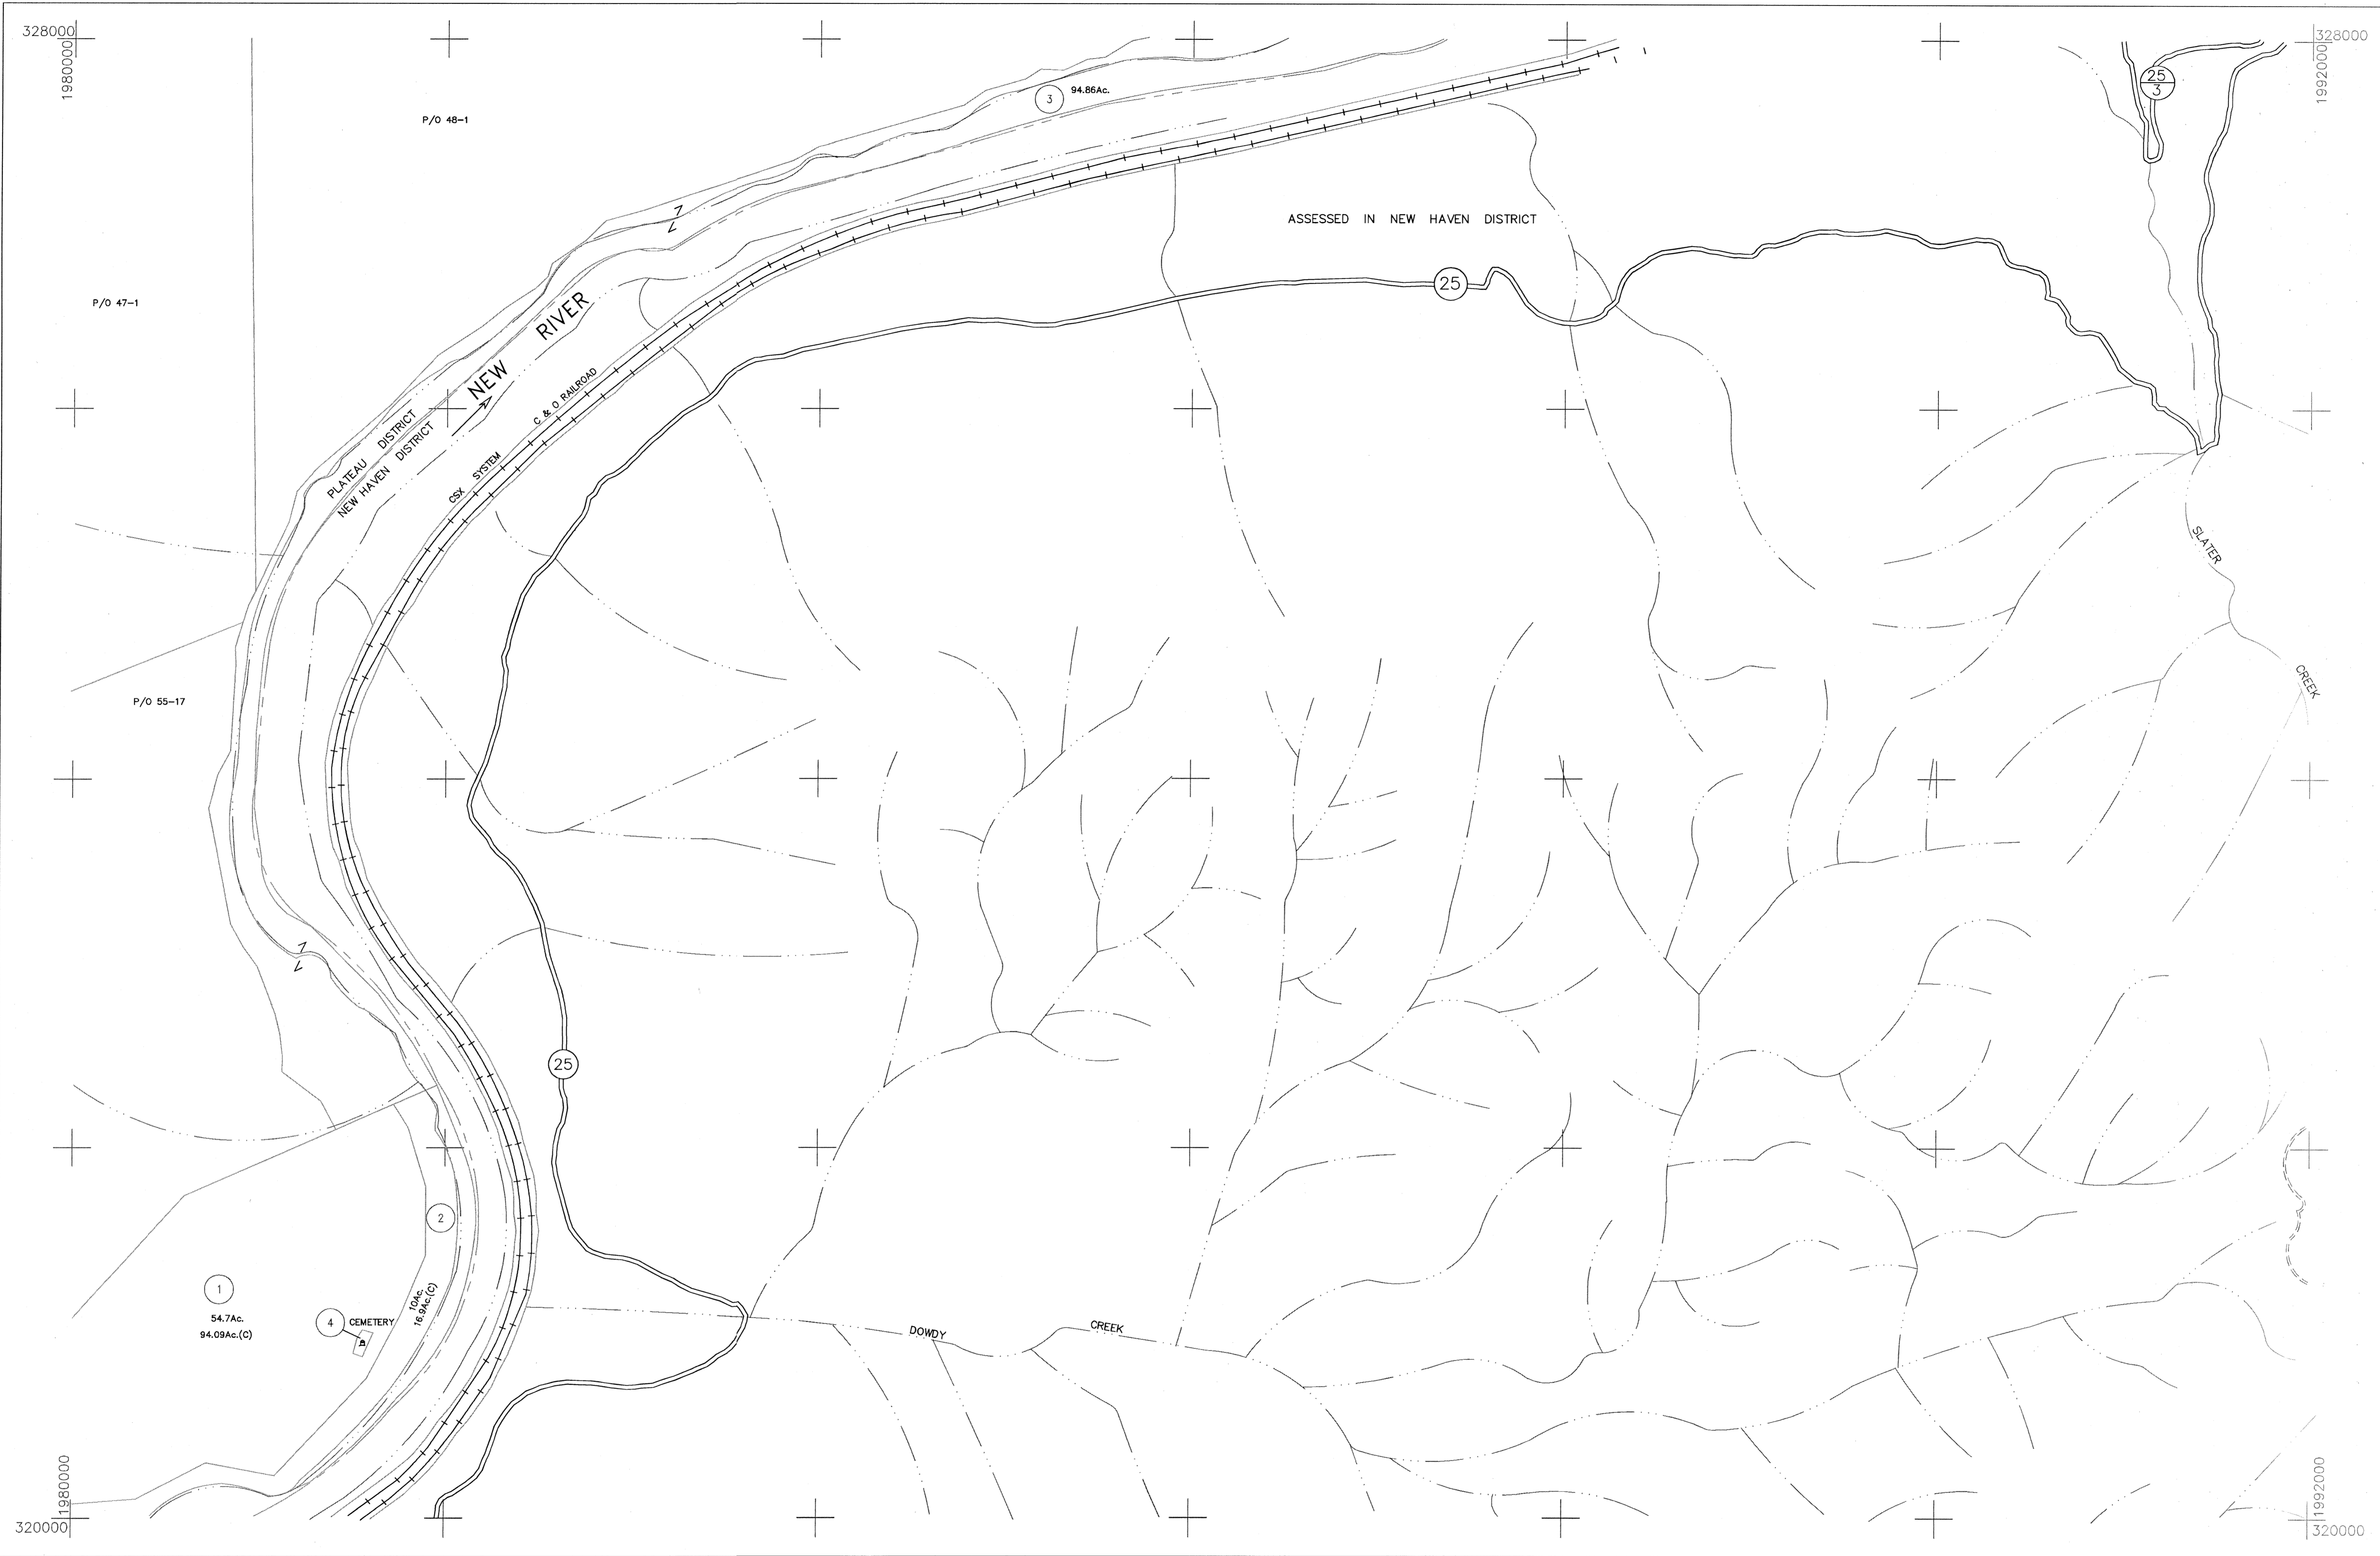 328000
1980000
328000
1992000
25
3
3
94.86Ac.
P/O 48-1
ASSESSED IN NEW HAVEN DISTRICT
P/O 47-1
25
NEW RIVER
C & O RAILROAD
CSX SYSTEM
PLATEAU DISTRICT
NEW HAVEN DISTRICT
SLATER
CREEK
P/O 55-17
25
2
1
54.7Ac.
94.09Ac.(C)
4
CEMETERY
10Ac.
16.9Ac.(C)
DOWDY
CREEK
1980000
320000
1992000
320000